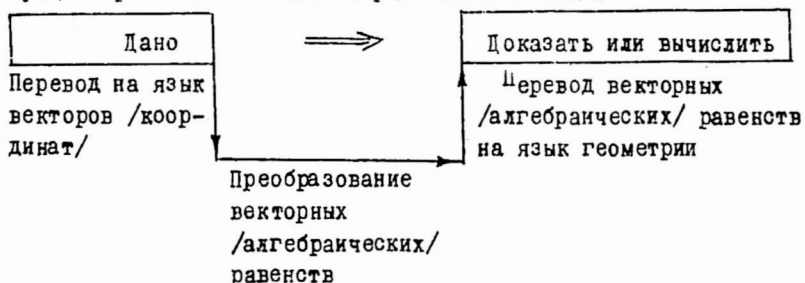 Дано
Доказать или вычислить
Перевод на язык
векторов /коор-
динат/
Перевод векторных
/алгебраических/ равенств
на язык геометрии
Преобразование
векторных
/алгебраических/
равенств